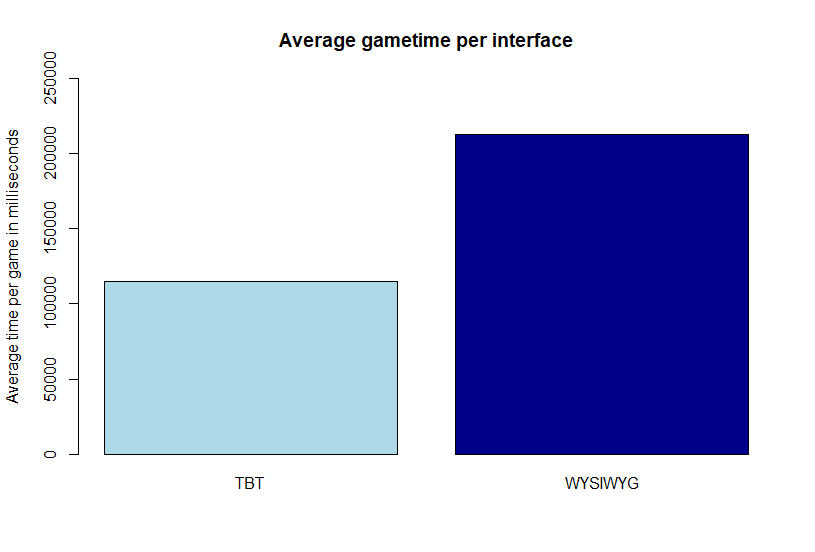 Average gametime per interface
Average time per game in milliseconds
250000
200000
150000
100000
50000
0
TBT
WYSIWYG